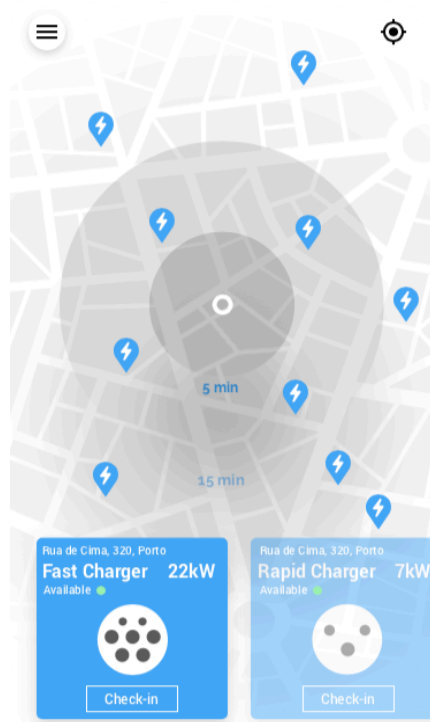 5 min
15 min
Rua de Cima, 320, Porto
Fast Charger 22kW
Available
Check-in
Rua de Cima, 320, Porto
Rapid Charger 7kW
Available
Check-in